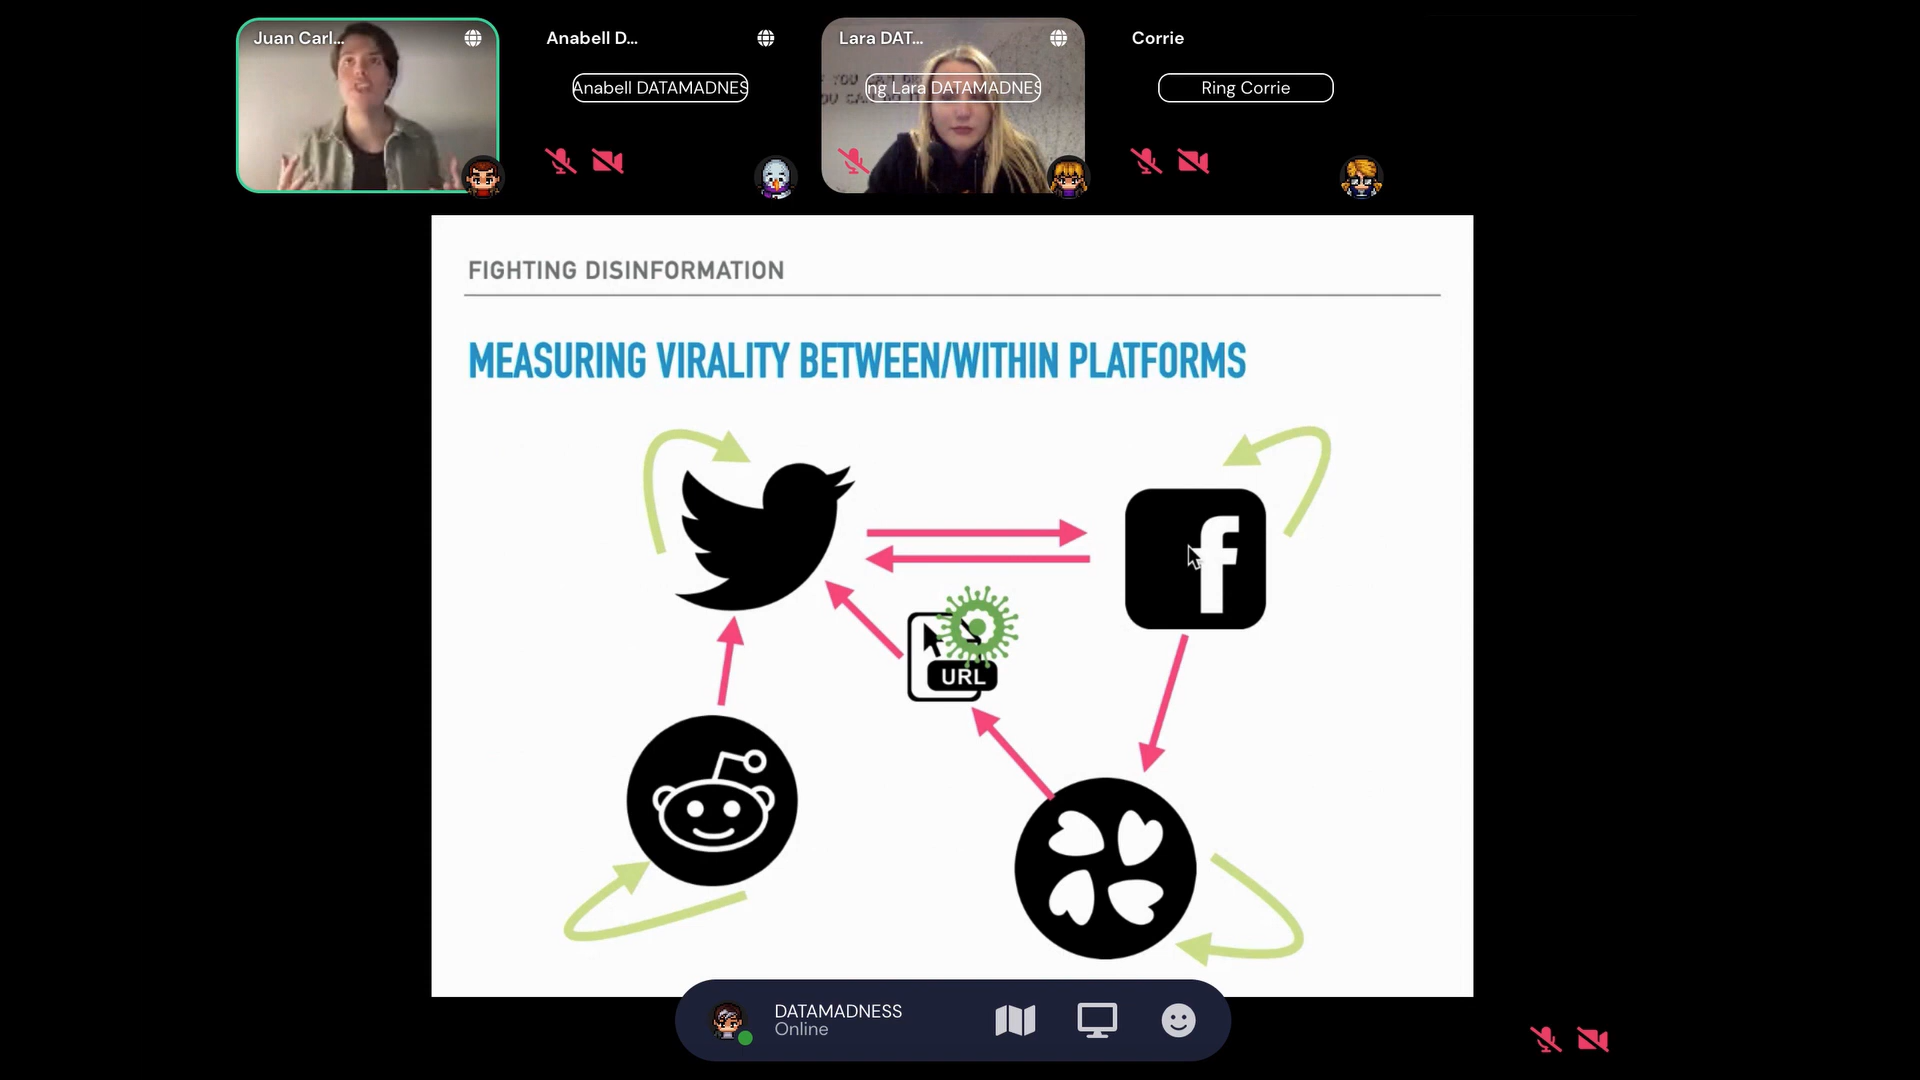 Juan Carl...
Anabell D...
Anabell DATAMADNES
Lara DAT...
ng Lara DATAMADNES
Corrie
Ring Corrie
FIGHTING DISINFORMATION
MEASURING VIRALITY BETWEEN/WITHIN PLATFORMS
f
URL
DATAMADNESS
Online